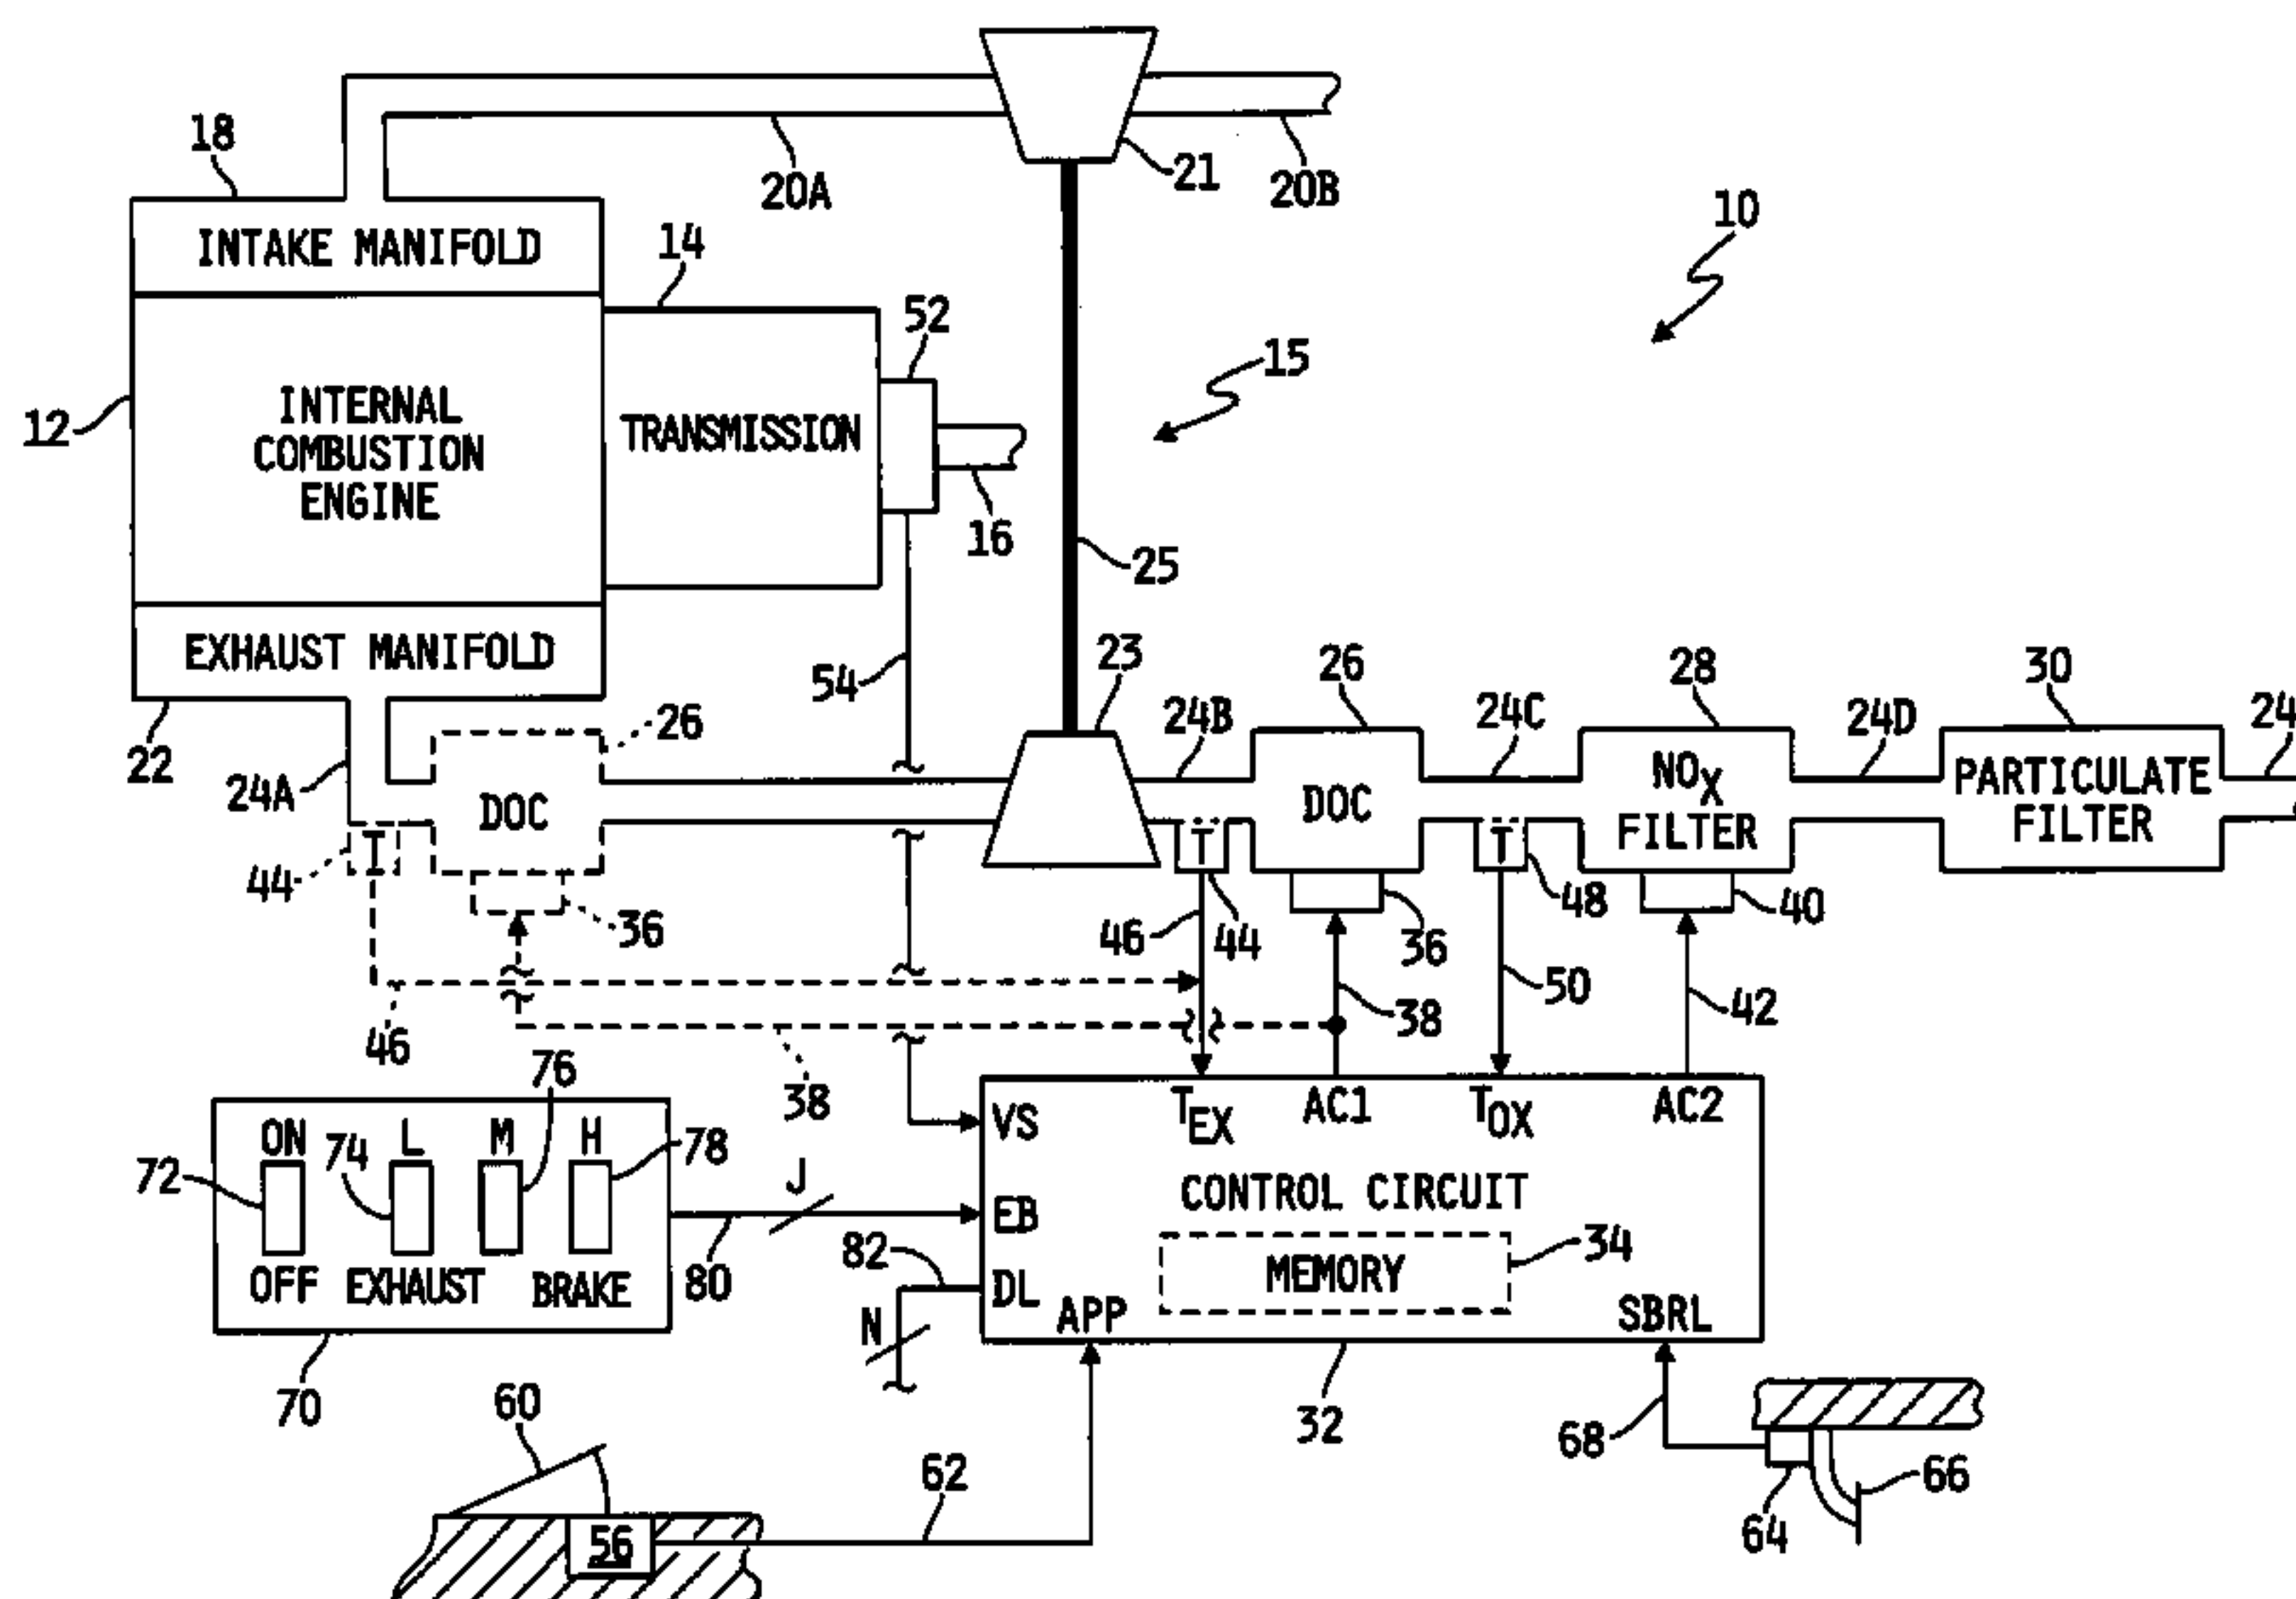 18
20A
21
20B
10
INTAKE MANIFOLD
14
52
15
12
INTERNAL
COMBUSTION
ENGINE
TRANSMISSION
16
25
EXHAUST MANIFOLD
54
23
26
28
30
22
24A
26
24B
24C
24D
24
DOC
DOC
NOX
FILTER
PARTICULATE
FILTER
T
T
T
44
36
46
44
36
48
40
46
38
38
50
42
76
VS
TEX
AC1
TOX
AC2
ON
L
M
H
72
74
78
J
CONTROL CIRCUIT
EB
OFF
EXHAUST
BRAKE
80
82
DL
MEMORY
34
N
APP
SBRL
70
60
32
68
62
66
56
64